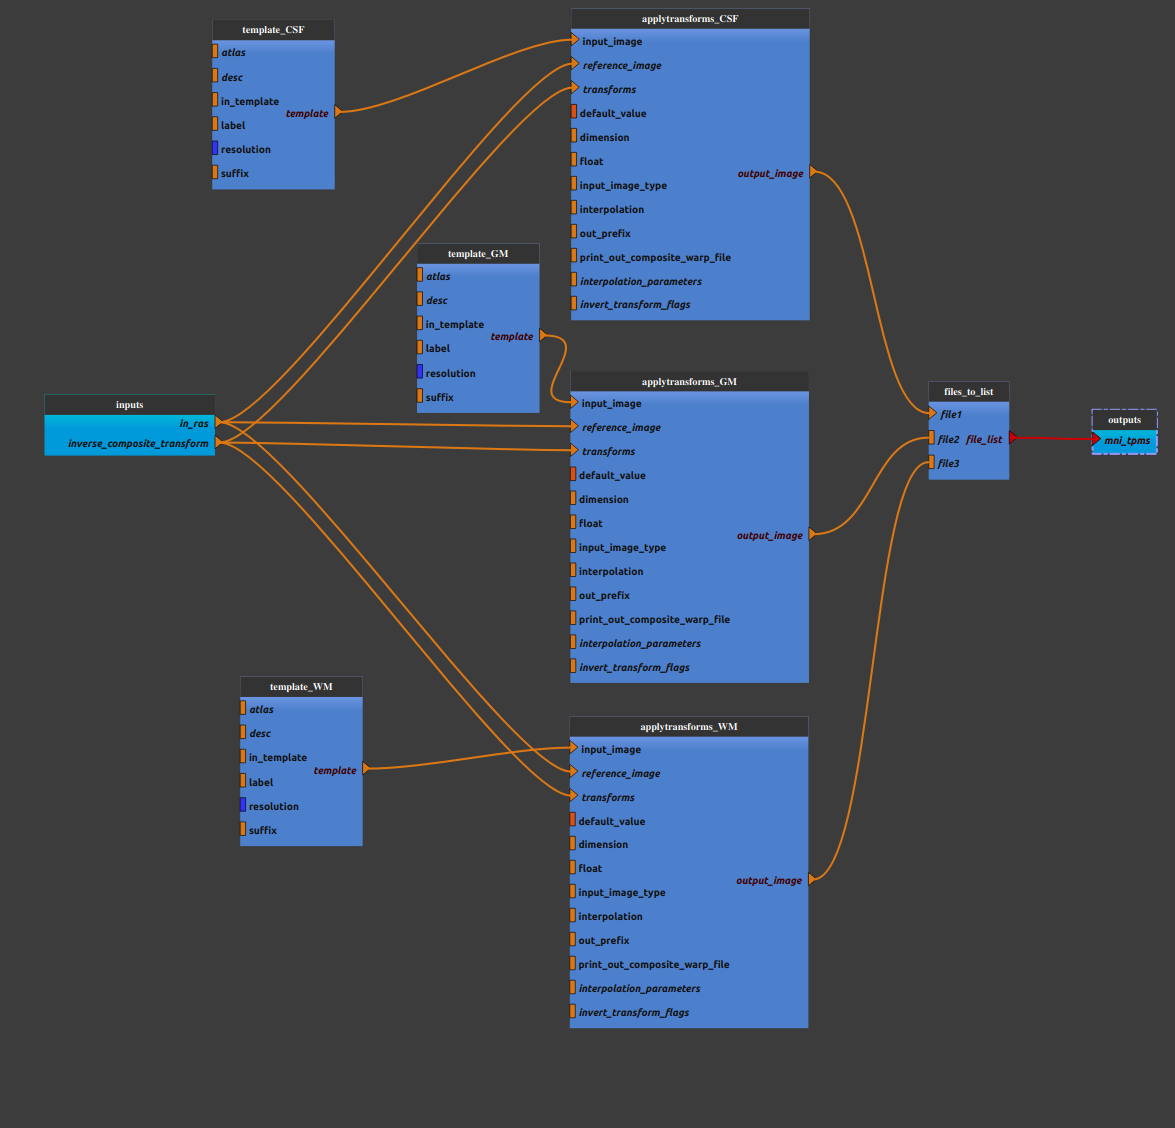 template_CSF
atlas
desc
in_template
template
label
resolution
suffix
applytransforms_CSF
input_image
reference_image
transforms
default_value
dimension
float
output_image
input_image_type
interpolation
out_prefix
print_out_composite_warp_file
interpolation_parameters
invert_transform_flags
template_GM
atlas
desc
in_template
template
label
resolution
suffix
inputs
in_ras
inverse_composite_transform
applytransforms_GM
input_image
reference_image
transforms
default_value
dimension
float
output_image
input_image_type
interpolation
out_prefix
print_out_composite_warp_file
interpolation_parameters
invert_transform_flags
files_to_list
file1
file2 file_list
file3
outputs
mni_tpms
template_WM
atlas
desc
in_template
template
label
resolution
suffix
applytransforms_WM
input_image
reference_image
transforms
default_value
dimension
float
output_image
input_image_type
interpolation
out_prefix
print_out_composite_warp_file
interpolation_parameters
invert_transform_flags